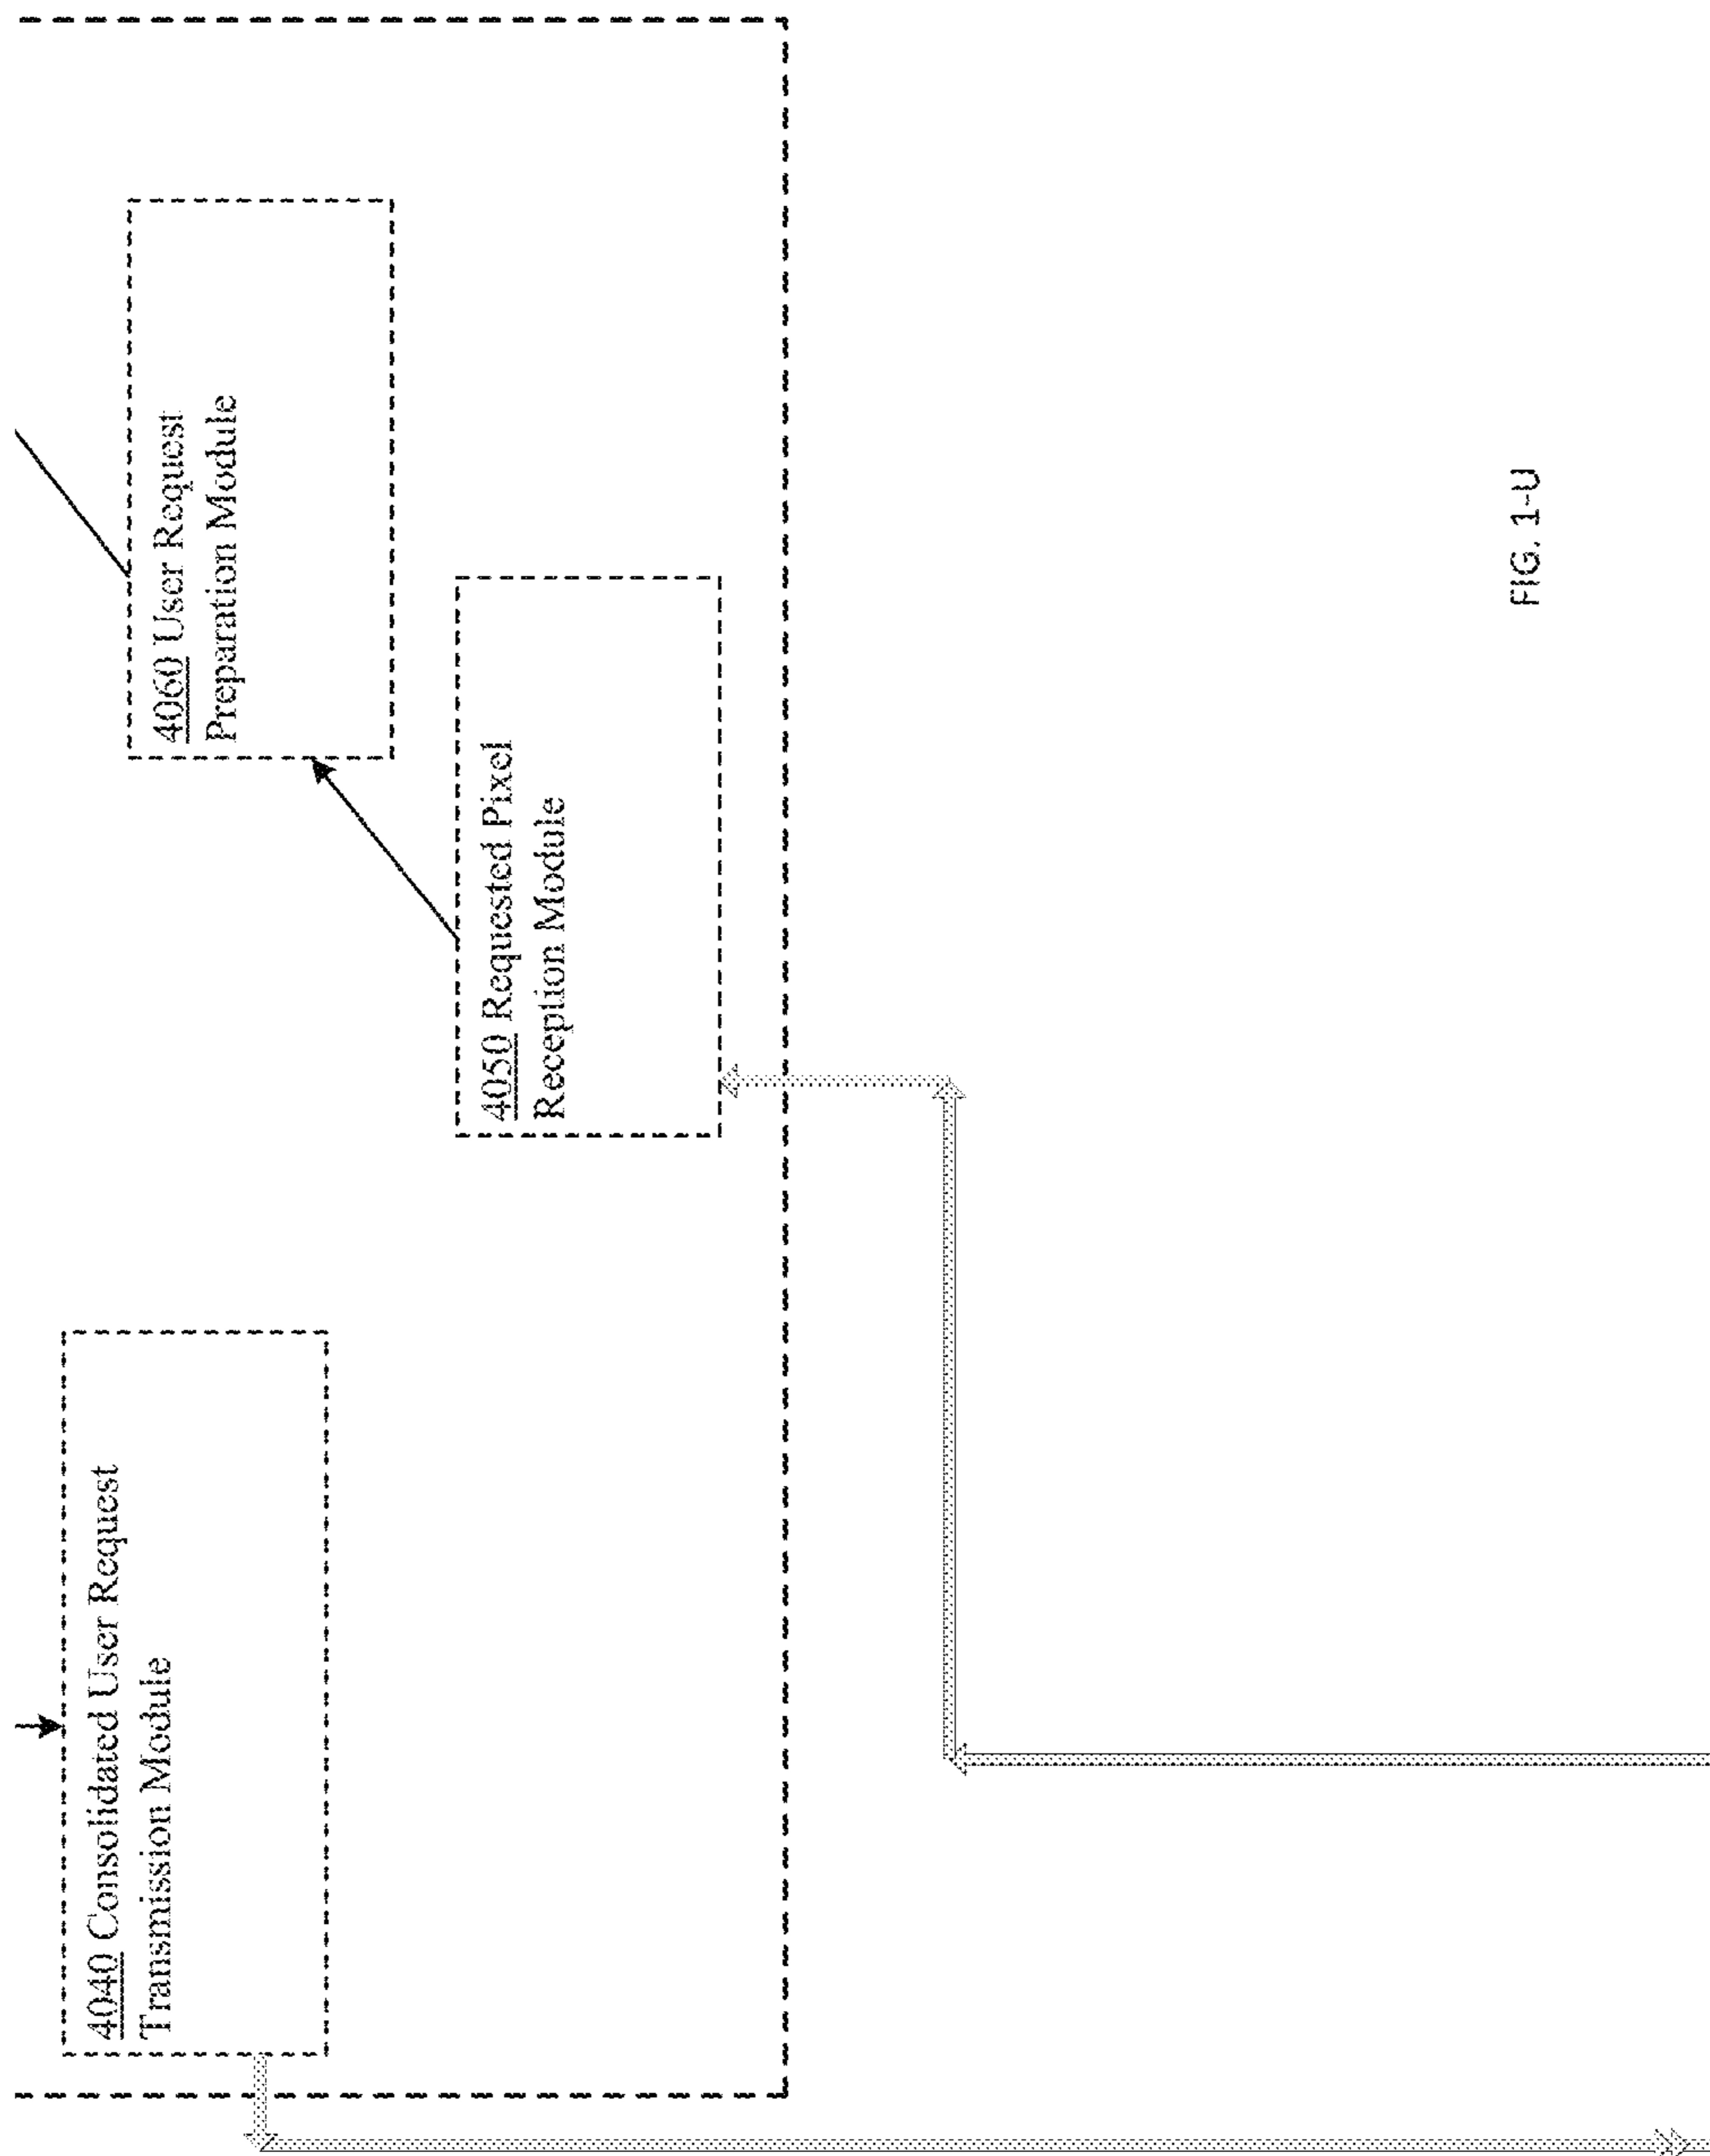 4040 Consolidated User Request
Transmission Module
4050 Requested Pixel
Reception Module
4060 User Request
Preparation Module
FIG. 1-U